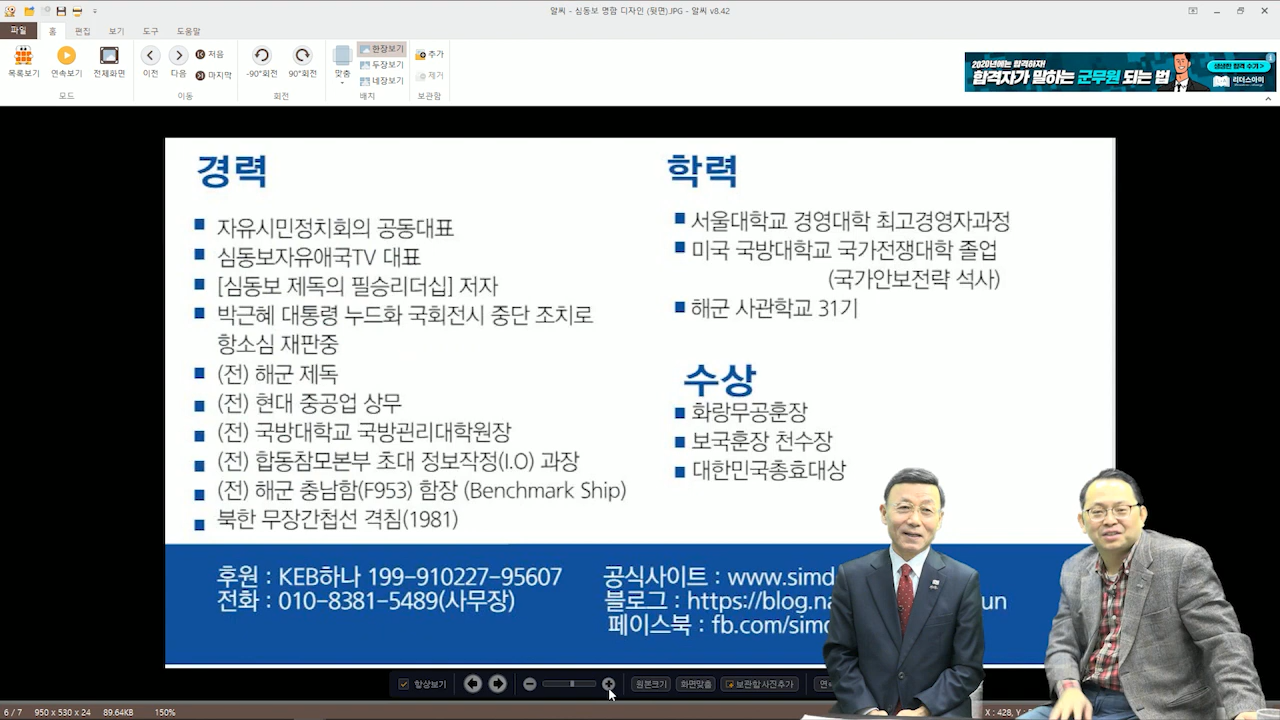 알씨 - 심동보 명함 디자인 (뒷면).JPG - 알씨 v8.42
파일 홈 편집 보기 도구 도움말
목록보기 연속보기 전체화면
모드
이전 다음 처음 마지막
이동
-90°회전 90°회전
회전
맞춤 한장보기 두장보기 네장보기
배치
추가 제거
보관함
2020년에는 합격하자!
합격자가 말하는 군무원 되는 법
생생한 합격 수기 >
리더스아이
경력
자유시민정치회의 공동대표
심동보자유애국TV 대표
[심동보 제독의 필승리더십] 저자
박근혜 대통령 누드화 국회전시 중단 조치로
항소심 재판중
(전) 해군 제독
(전) 현대 중공업 상무
(전) 국방대학교 국방관리대학원장
(전) 합동참모본부 초대 정보작정(I.O) 과장
(전) 해군 충남함(F953) 함장 (Benchmark Ship)
북한 무장간첩선 격침(1981)
학력
서울대학교 경영대학 최고경영자과정
미국 국방대학교 국가전쟁대학 졸업
(국가안보전략 석사)
해군 사관학교 31기
수상
화랑무공훈장
보국훈장 천수장
대한민국충효대상
후원 : KEB하나 199-910227-95607
전화 : 010-8381-5489(사무장)
공식사이트 : www.simd
블로그 : https://blog.na un
페이스북 : fb.com/simd
향상보기 원본크기 화면맞춤 보관함 사진추가
6 / 7 950 x 530 x 24 89.64KB 150% X : 428, Y :